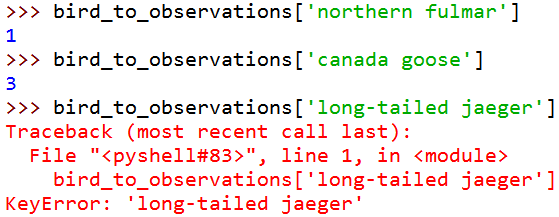 >>> bird_to_observations['northern fulmar']
1
>>> bird_to_observations['canada goose']
3
>>> bird_to_observations['long-tailed jaeger']
Traceback (most recent call last):
  File "<pyshell#83>", line 1, in <module>
    bird_to_observations['long-tailed jaeger']
KeyError: 'long-tailed jaeger'